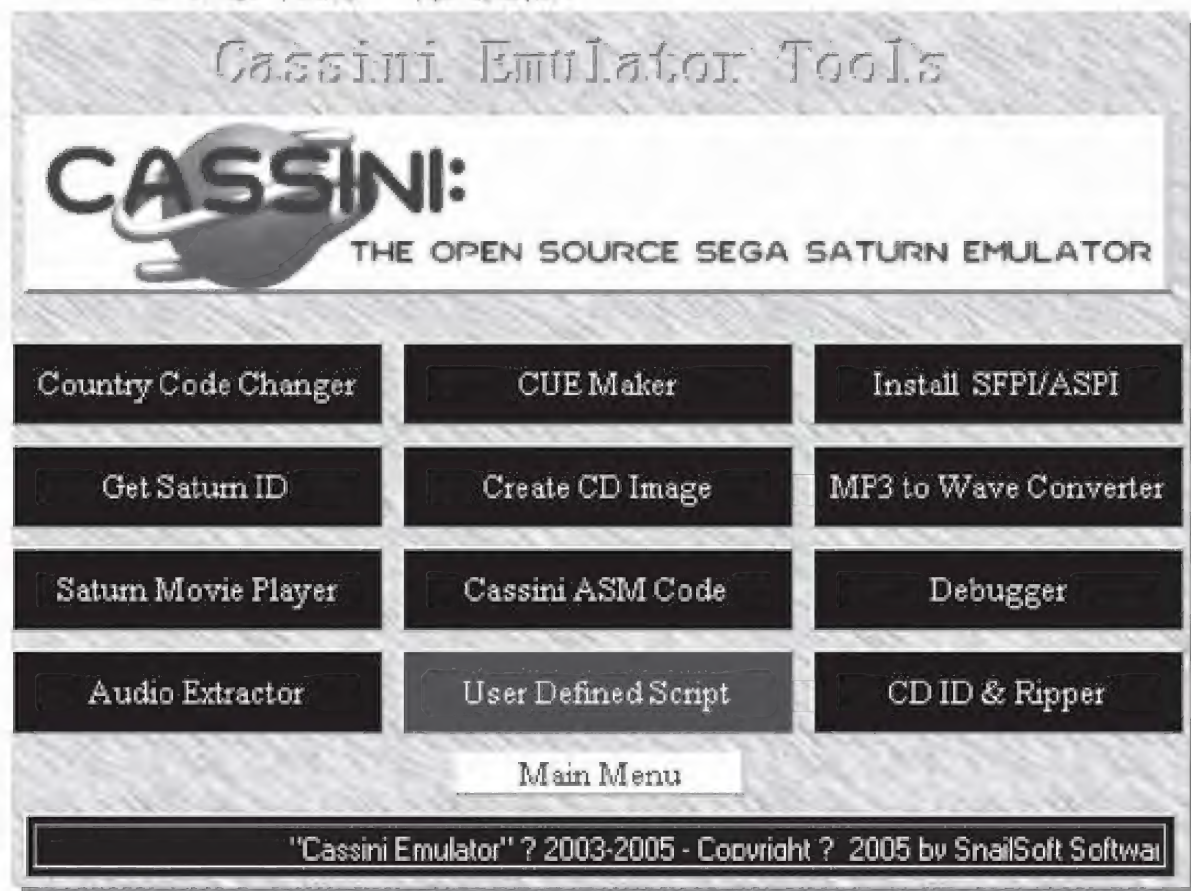 Cassini Emulator Tools
CASSINI:
THE OPEN SOURCE SEGA SATURN EMULATOR
Country Code Changer
CUE Maker
Install SFPI/ASPI
Get Saturn ID
Create CD Image
MP3 to Wave Converter
Saturn Movie Player
Cassini ASM Code
Debugger
Audio Extractor
User Defined Script
CD ID & Ripper
Main Menu
"Cassini Emulator" ? 2003-2005 - Copyright ? 2005 by SnailSoft Softwar